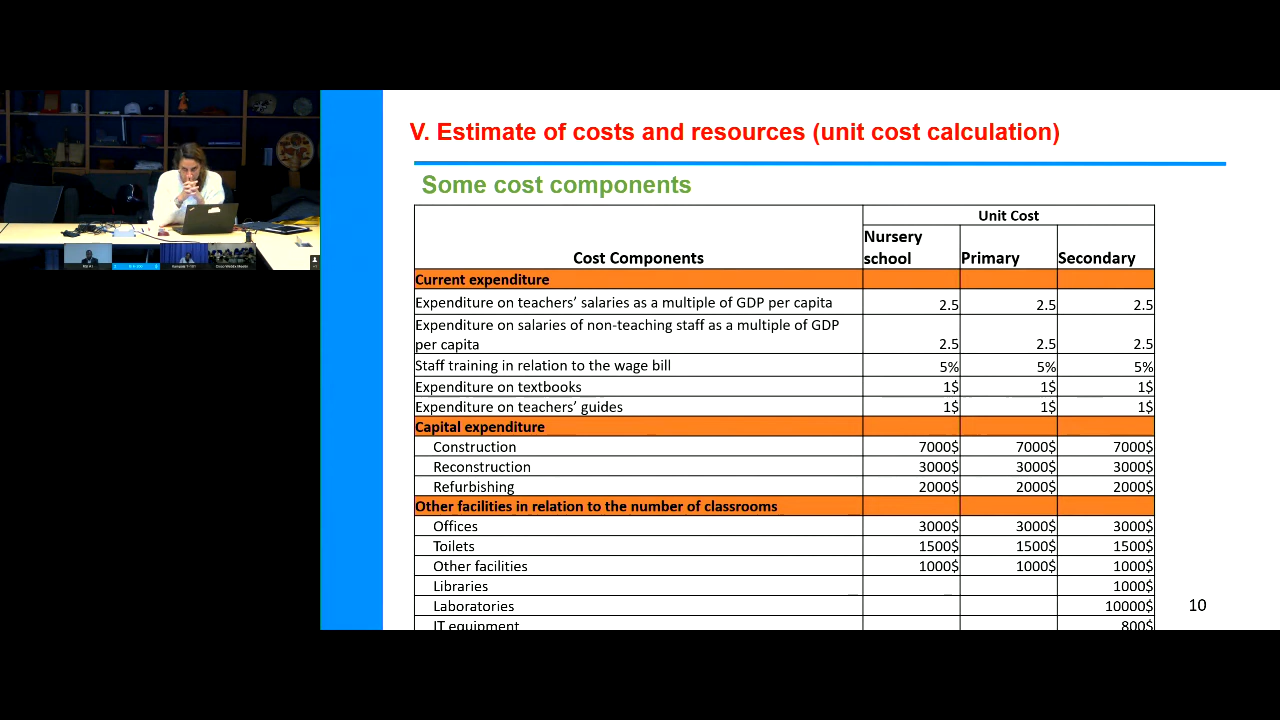 V. Estimate of costs and resources (unit cost calculation)
Some cost components
Unit Cost
Cost Components Nursery school Primary Secondary
Current expenditure
Expenditure on teachers’ salaries as a multiple of GDP per capita 2.5 2.5 2.5
Expenditure on salaries of non-teaching staff as a multiple of GDP
per capita 2.5 2.5 2.5
Staff training in relation to the wage bill 5% 5% 5%
Expenditure on textbooks 1$ 1$ 1$
Expenditure on teachers’ guides 1$ 1$ 1$
Capital expenditure
Construction 7000$ 7000$ 7000$
Reconstruction 3000$ 3000$ 3000$
Refurbishing 2000$ 2000$ 2000$
Other facilities in relation to the number of classrooms
Offices 3000$ 3000$ 3000$
Toilets 1500$ 1500$ 1500$
Other facilities 1000$ 1000$ 1000$
Libraries 1000$
Laboratories 10000$
IT equipment 800$
10